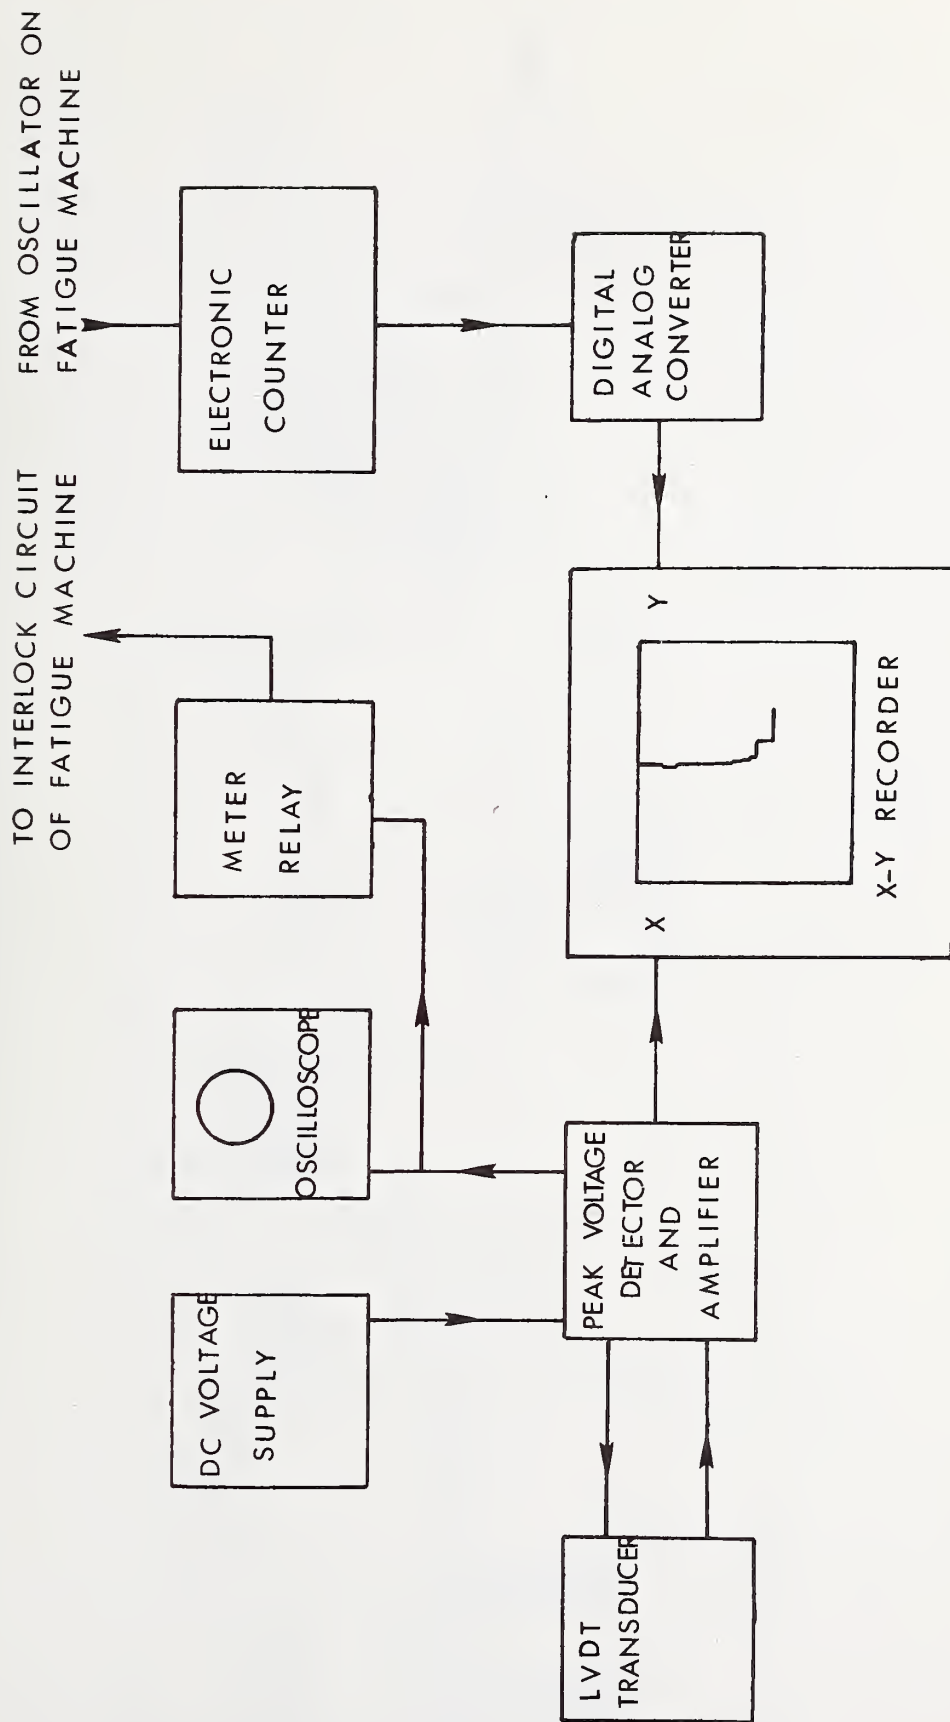 TO INTERLOCK CIRCUIT
OF FATIGUE MACHINE
FROM OSCILLATOR ON
FATIGUE MACHINE
DC VOLTAGE
SUPPLY
OSCILLOSCOPE
METER
RELAY
ELECTRONIC
COUNTER
LVDT
TRANSDUCER
PEAK VOLTAGE
DETECTOR
AND
AMPLIFIER
X
Y
X-Y RECORDER
DIGITAL
ANALOG
CONVERTER